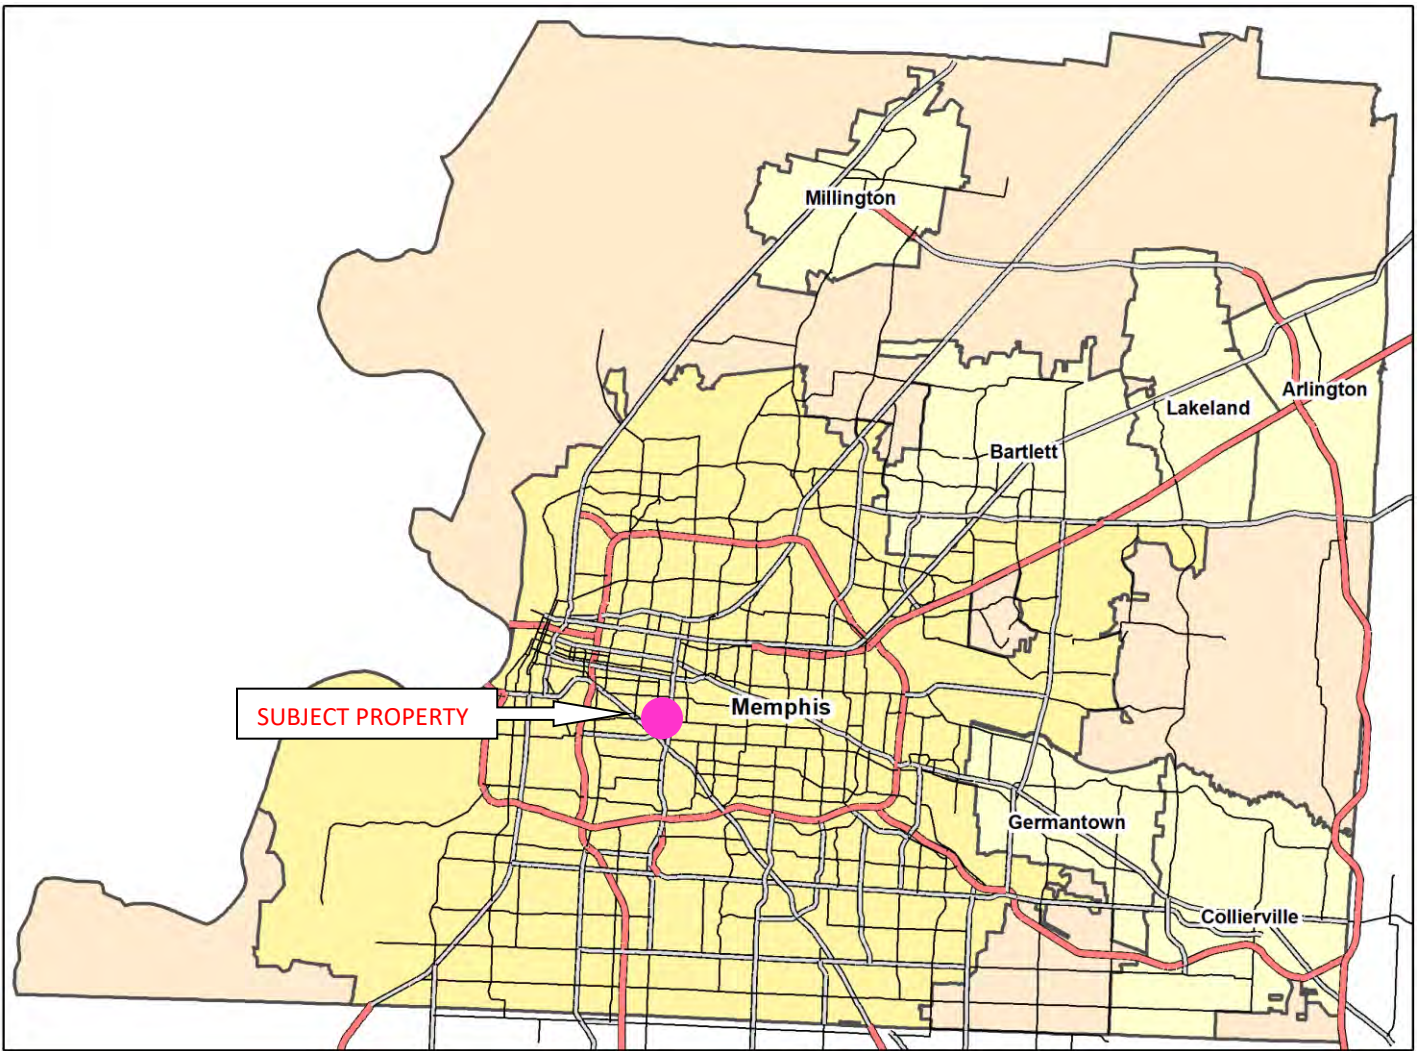 Millington
Arlington
Lakeland
Bartlett
SUBJECT PROPERTY
Memphis
Germantown
Collierville